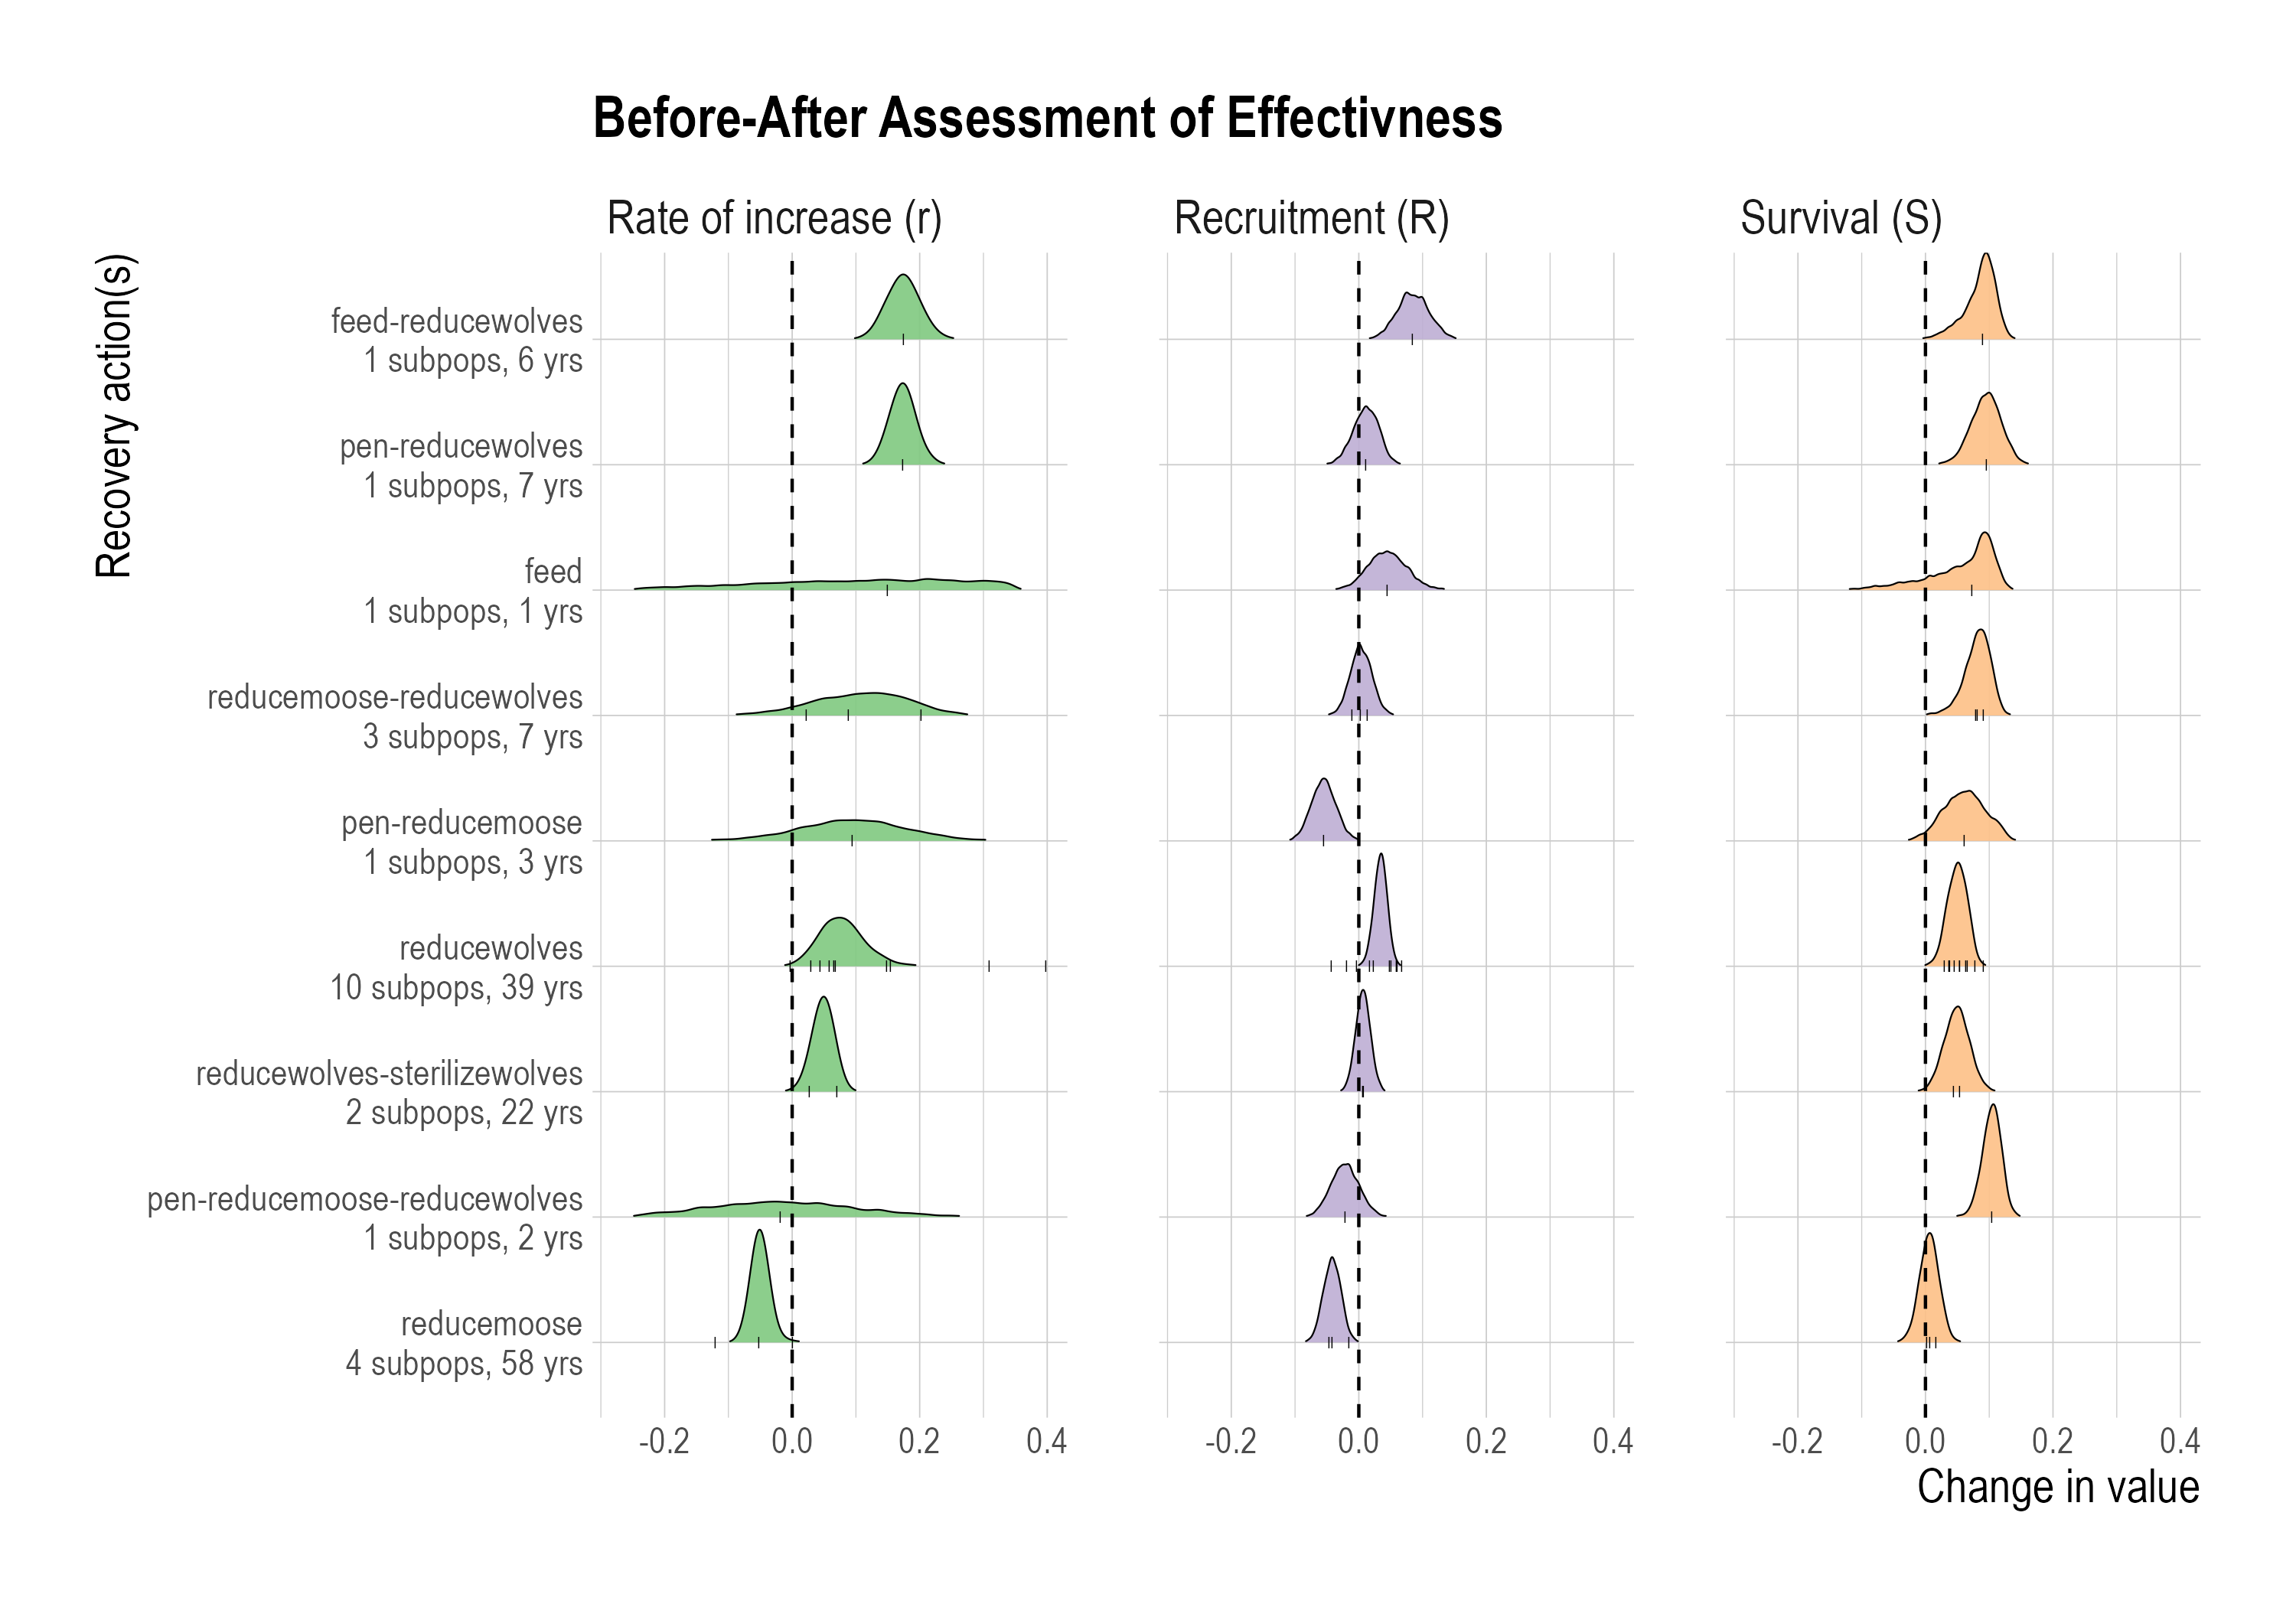 Before-After Assessment of Effectivness
Rate of increase (r)
Recruitment (R)
Survival (S)
Recovery action(s)
feed-reducewolves
1 subpops, 6 yrs
pen-reducewolves
1 subpops, 7 yrs
feed
1 subpops, 1 yrs
reducemoose-reducewolves
3 subpops, 7 yrs
pen-reducemoose
1 subpops, 3 yrs
reducewolves
10 subpops, 39 yrs
reducewolves-sterilizewolves
2 subpops, 22 yrs
pen-reducemoose-reducewolves
1 subpops, 2 yrs
reducemoose
4 subpops, 58 yrs
-0.2 0.0 0.2 0.4
-0.2 0.0 0.2 0.4
-0.2 0.0 0.2 0.4
Change in value